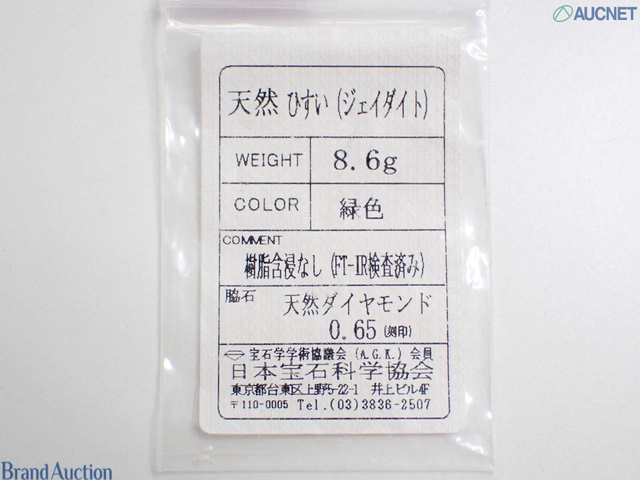 AUCNET
天然 ひすい (ジェイダイト)
WEIGHT 8.6g
COLOR 緑色
COMMENT
樹脂含浸なし (FT-IR検査済み)
脇石 天然ダイヤモンド
0.65 (刻印)
宝石学学術協議会 (A.G.K.) 会員
日本宝石科学協会
東京都台東区上野5-22-1 井上ビル4F
〒110-0005 Tel.(03)3836-2507
Brand Auction